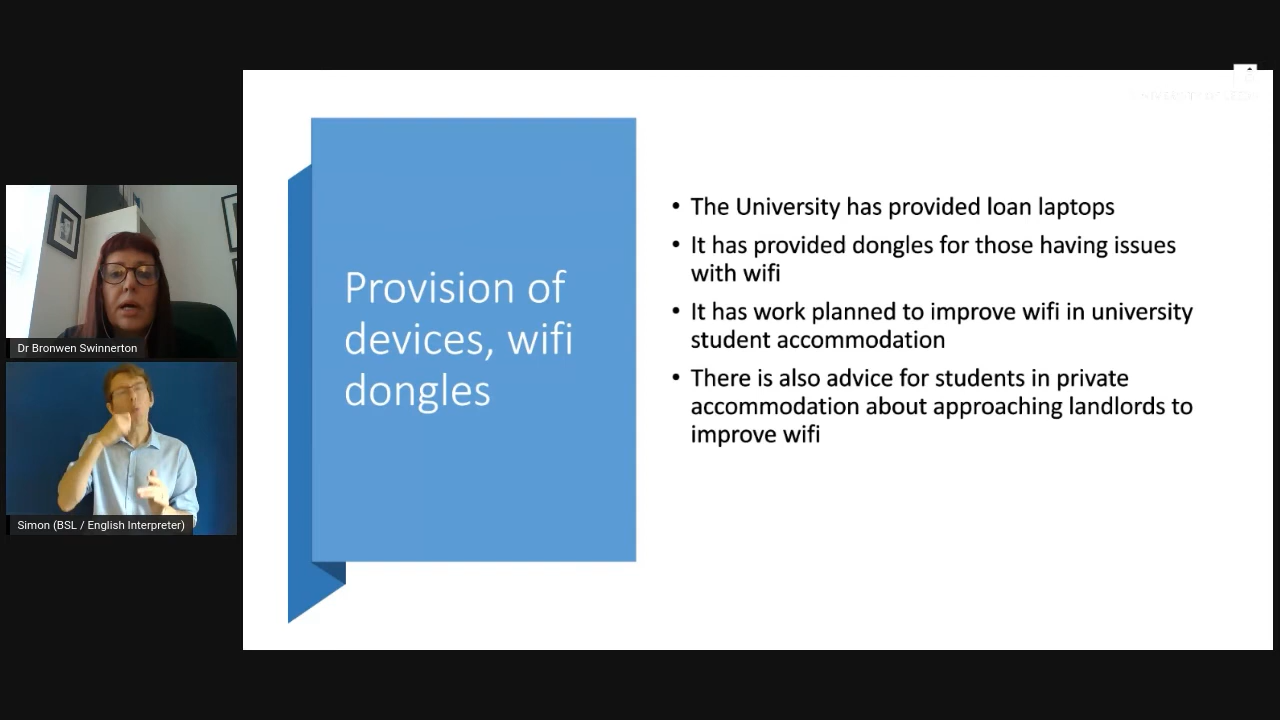 Provision of
devices, wifi
dongles
• The University has provided loan laptops
• It has provided dongles for those having issues
with wifi
• It has work planned to improve wifi in university
student accommodation
• There is also advice for students in private
accommodation about approaching landlords to
improve wifi
Dr Bronwen Swinnerton
Simon (BSL / English Interpreter)